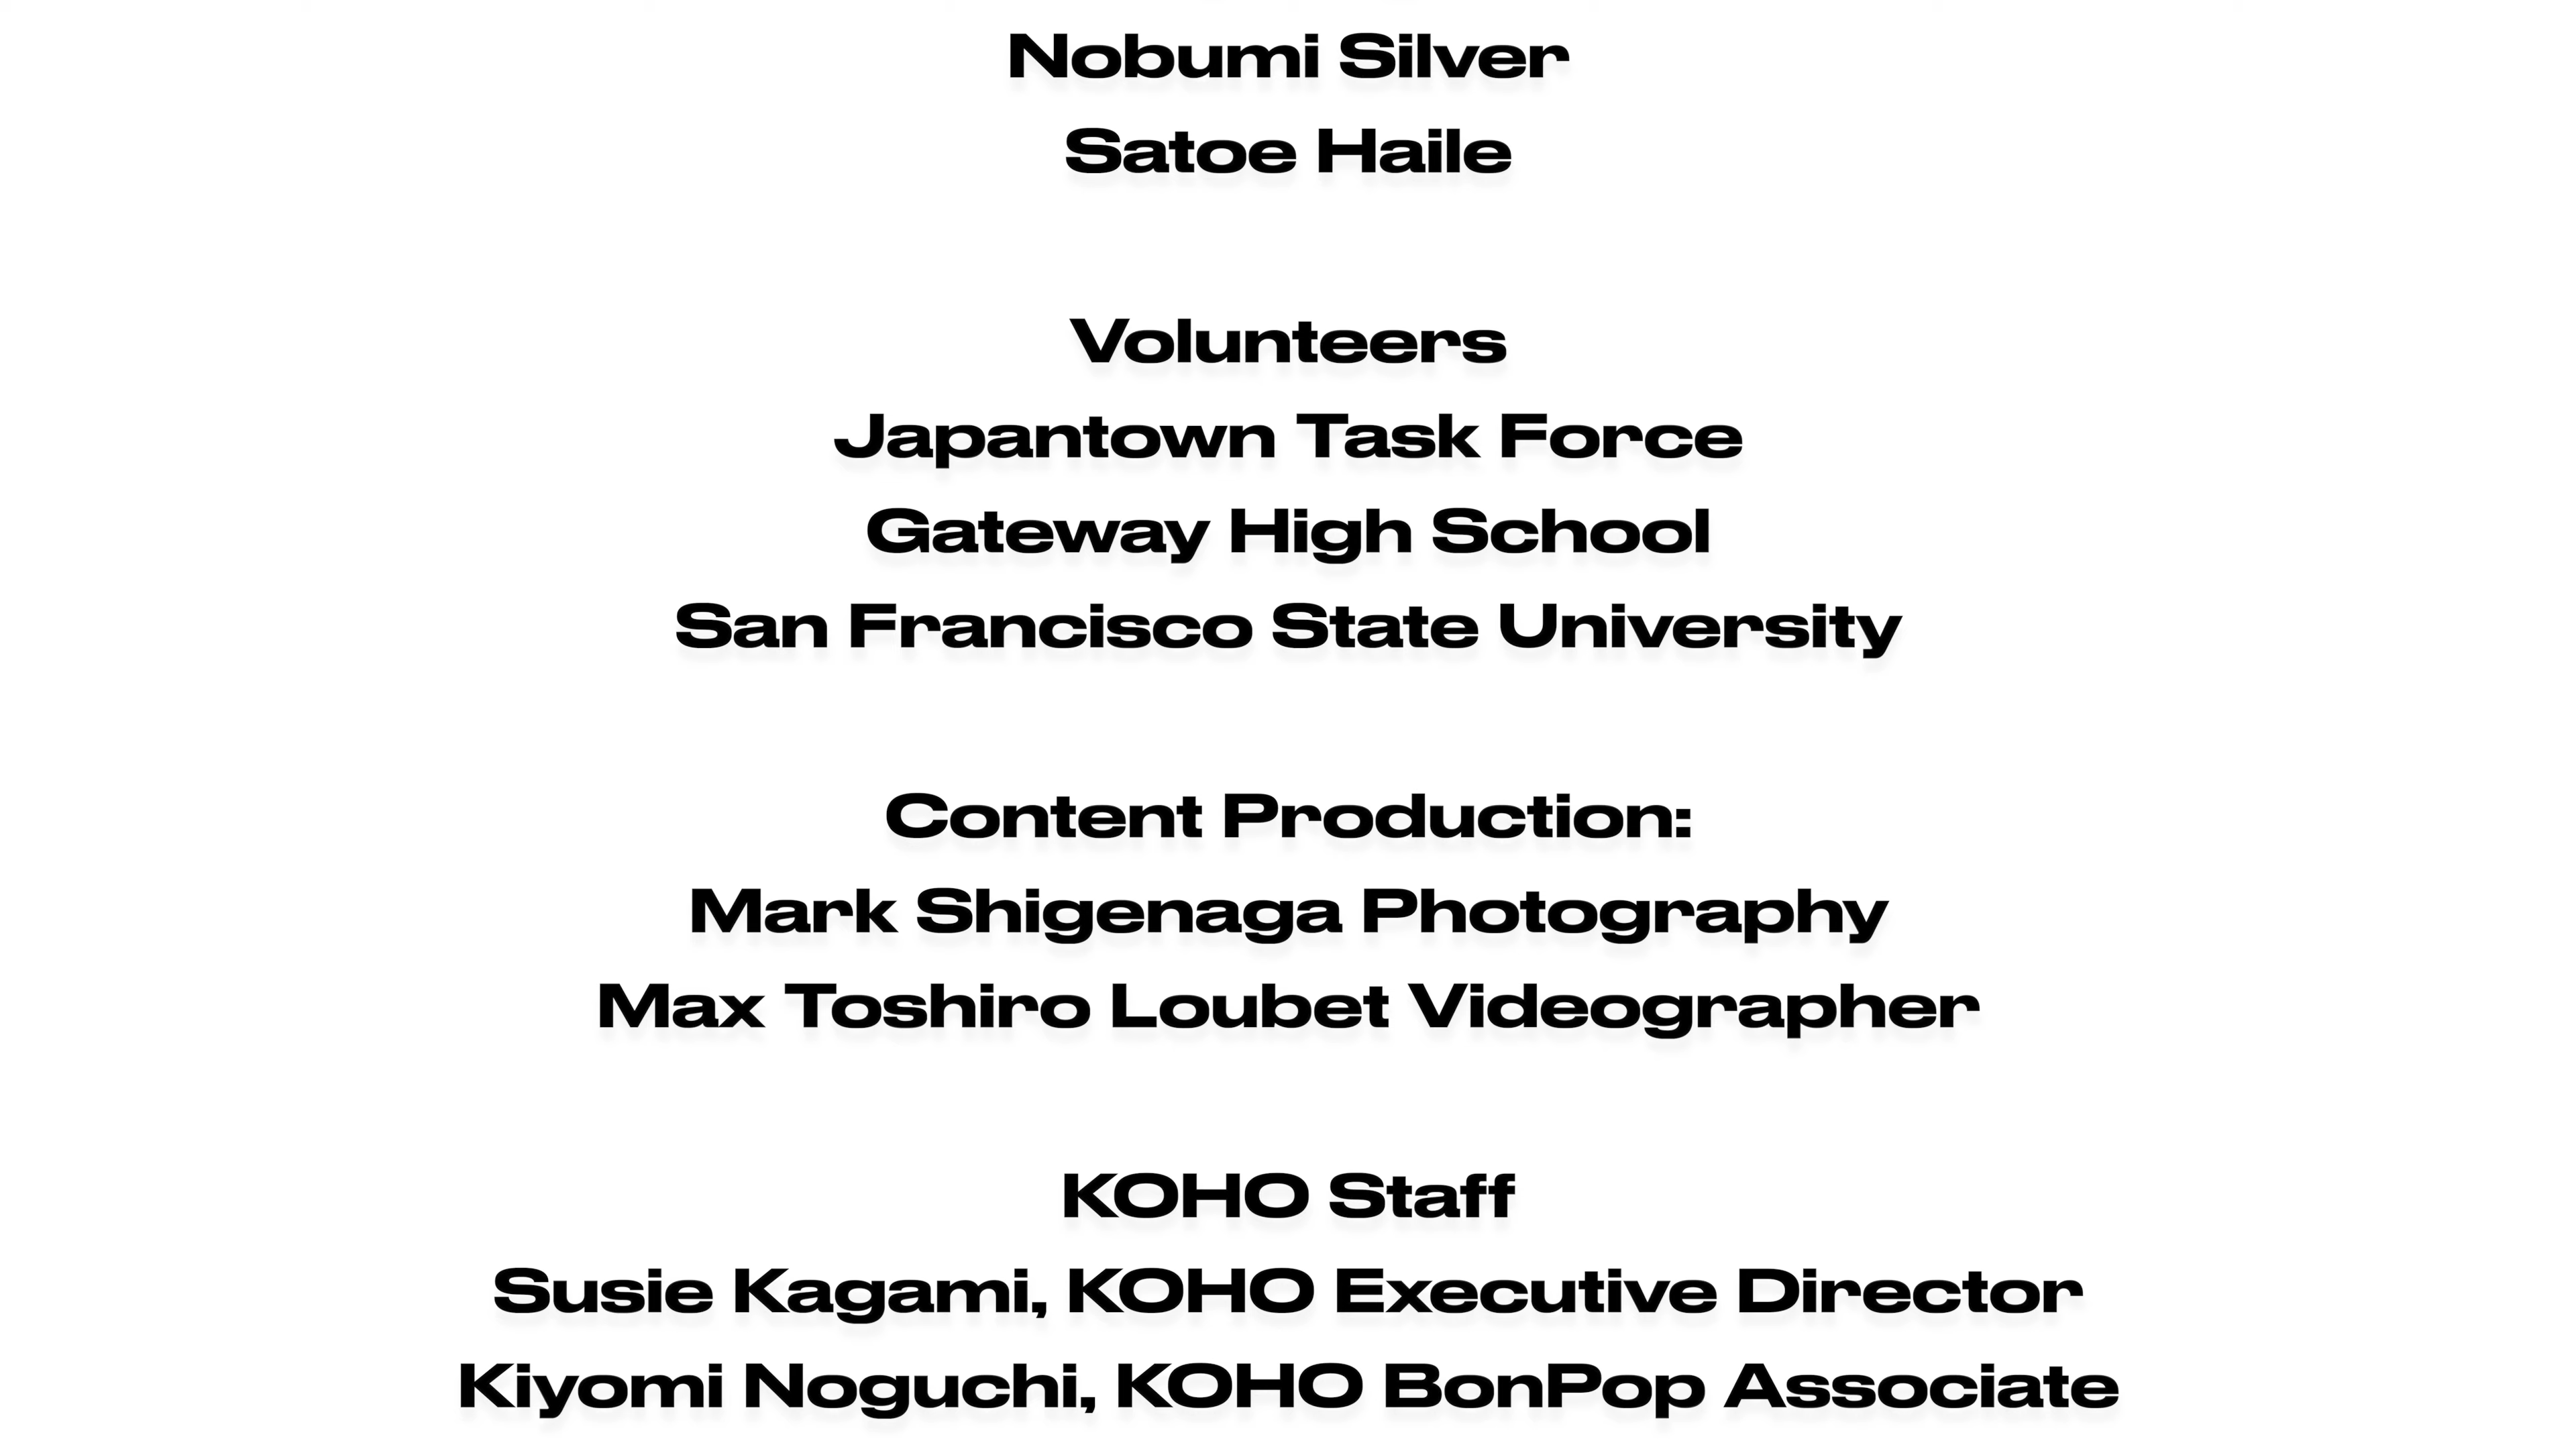 Nobumi Silver
Satoe Haile
Volunteers
Japantown Task Force
Gateway High School
San Francisco State University
Content Production:
Mark Shigenaga Photography
Max Toshiro Loubet Videographer
KOHO Staff
Susie Kagami, KOHO Executive Director
Kiyomi Noguchi, KOHO BonPop Associate